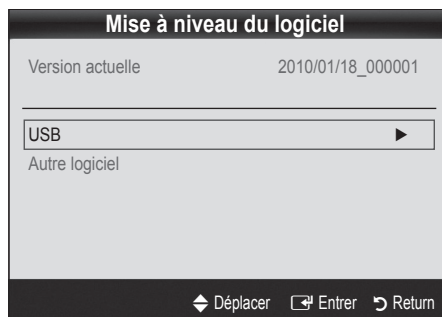 Mise à niveau du logiciel
Version actuelle 2010/01/18_000001
USB
Autre logiciel
Déplacer Entrer Return